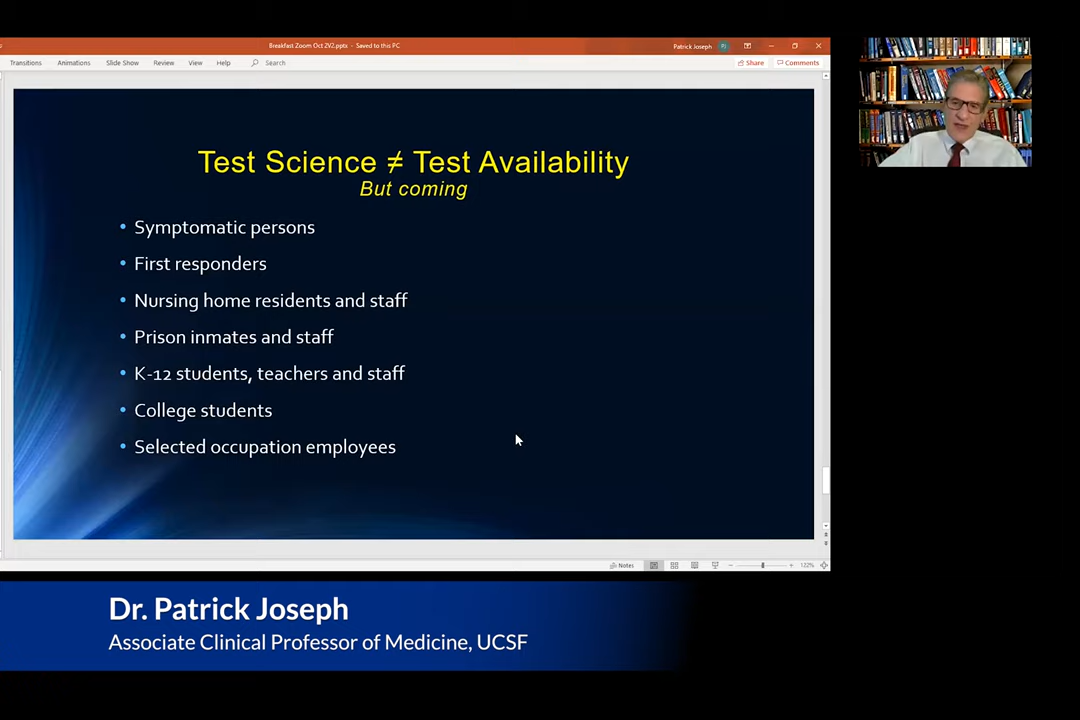 Breakfast Zoom Oct 2V2.pptx - Saved to this PC
Patrick Joseph PJ
Transitions Animations Slide Show Review View Help Search Share Comments
Test Science ≠ Test Availability
But coming
• Symptomatic persons
• First responders
• Nursing home residents and staff
• Prison inmates and staff
• K-12 students, teachers and staff
• College students
• Selected occupation employees
Notes 122%
Dr. Patrick Joseph
Associate Clinical Professor of Medicine, UCSF